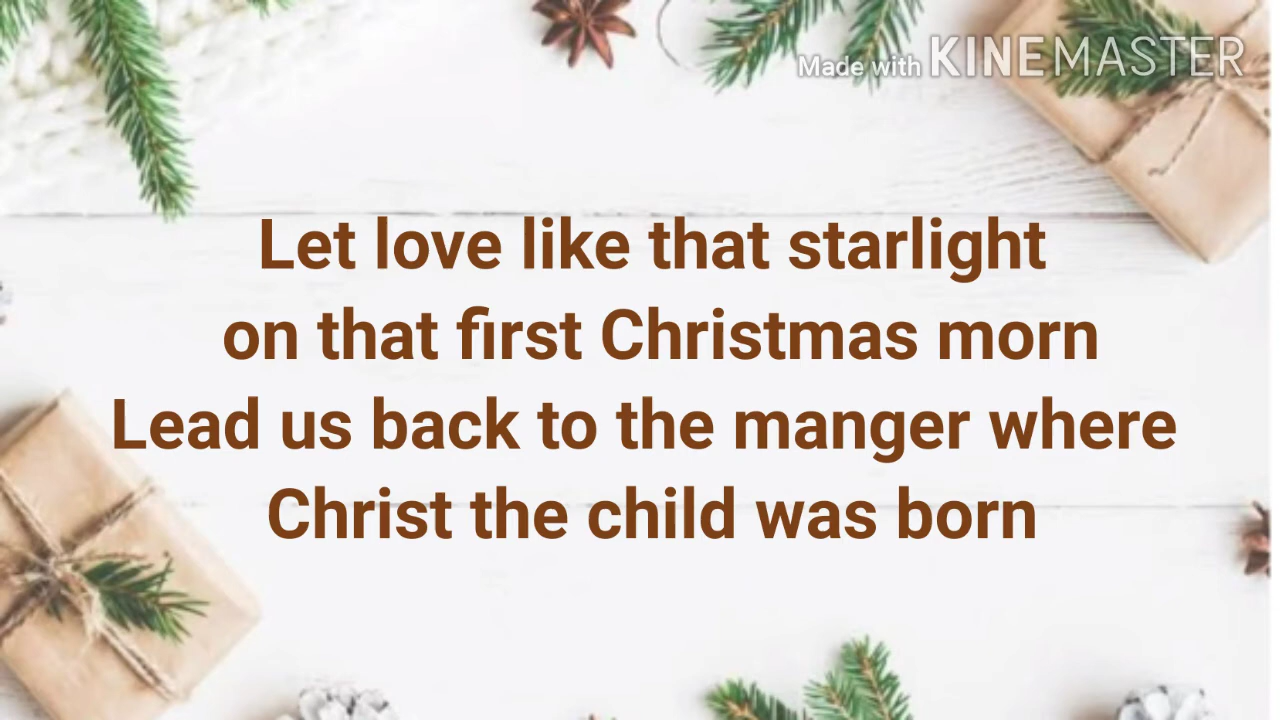 Made with KINEMASTER
Let love like that starlight
on that first Christmas morn
Lead us back to the manger where
Christ the child was born